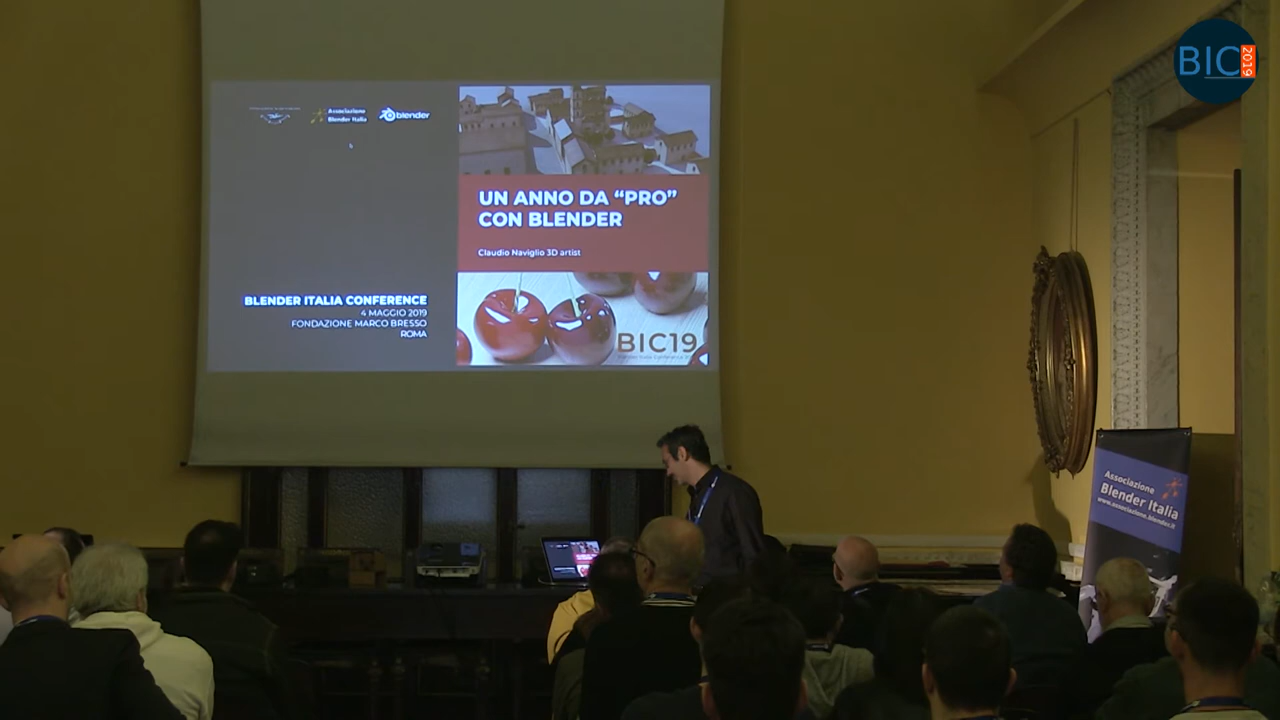 BIC
2019
Associazione
Blender Italia
blender
UN ANNO DA “PRO”
CON BLENDER
Claudio Naviglio 3D artist
BLENDER ITALIA CONFERENCE
4 MAGGIO 2019
FONDAZIONE MARCO BRESSO
ROMA
BIC19
Associazione
Blender Italia
www.associazione.blender.it